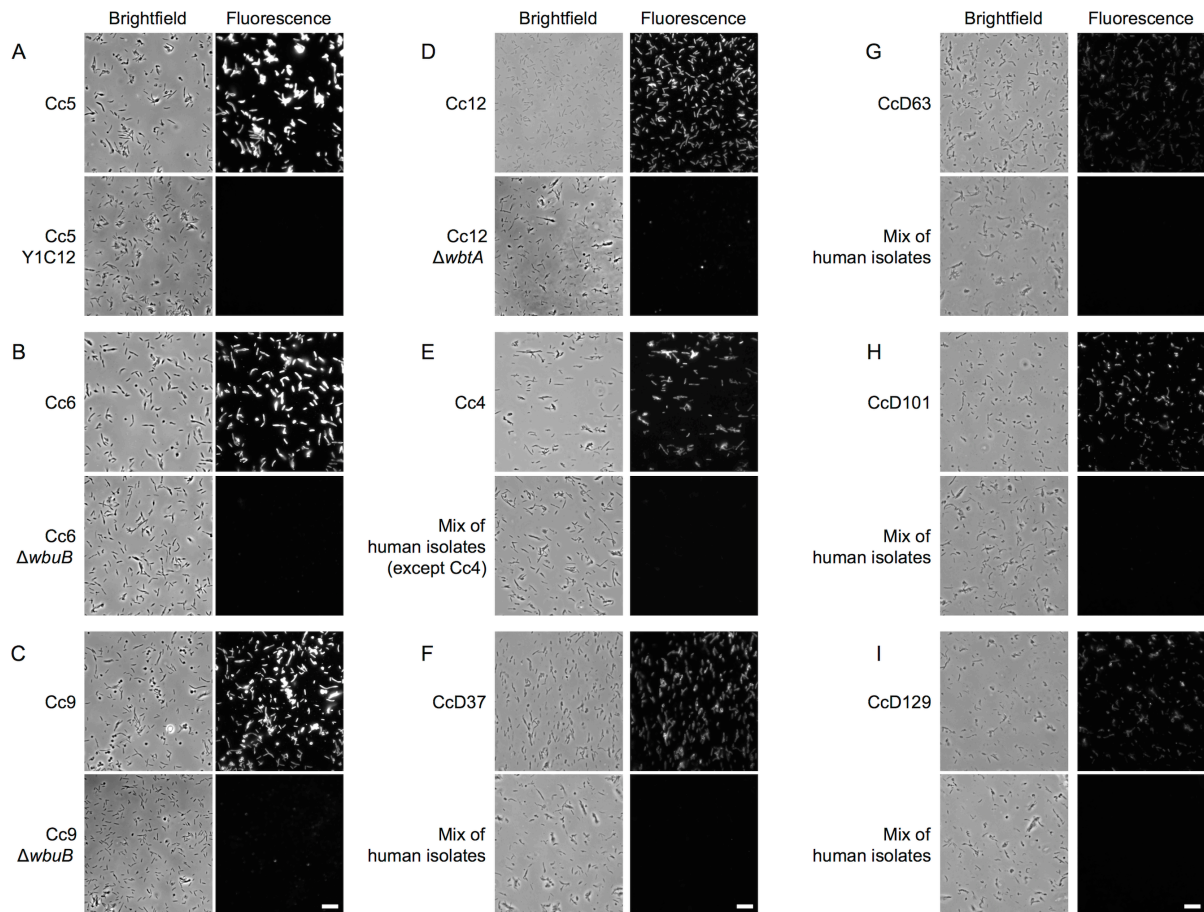 Brightfield Fluorescence
A
Cc5
Cc5
Y1C12
B
Cc6
Cc6
ΔwbuB
C
Cc9
Cc9
ΔwbuB
Brightfield Fluorescence
D
Cc12
Cc12
ΔwbtA
E
Cc4
Mix of
human isolates
(except Cc4)
F
CcD37
Mix of
human isolates
Brightfield Fluorescence
G
CcD63
Mix of
human isolates
H
CcD101
Mix of
human isolates
I
CcD129
Mix of
human isolates